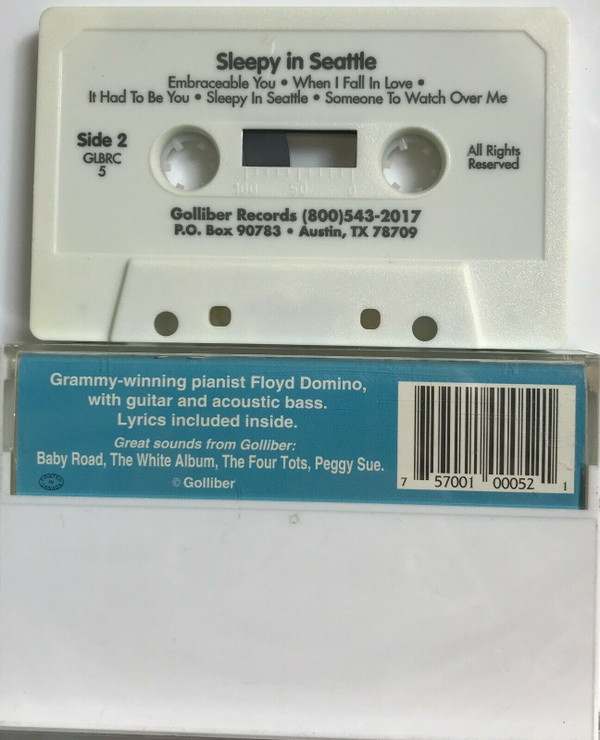 Sleepy in Seattle
Embraceable You • When I Fall In Love •
It Had To Be You • Sleepy In Seattle • Someone To Watch Over Me
Side 2
GLBRC
5
All Rights
Reserved
100 50 0
Golliber Records (800)543-2017
P.O. Box 90783 • Austin, TX 78709
Grammy-winning pianist Floyd Domino,
with guitar and acoustic bass.
Lyrics included inside.
Great sounds from Golliber:
Baby Road, The White Album, The Four Tots, Peggy Sue.
© Golliber
7 57001 00052 1